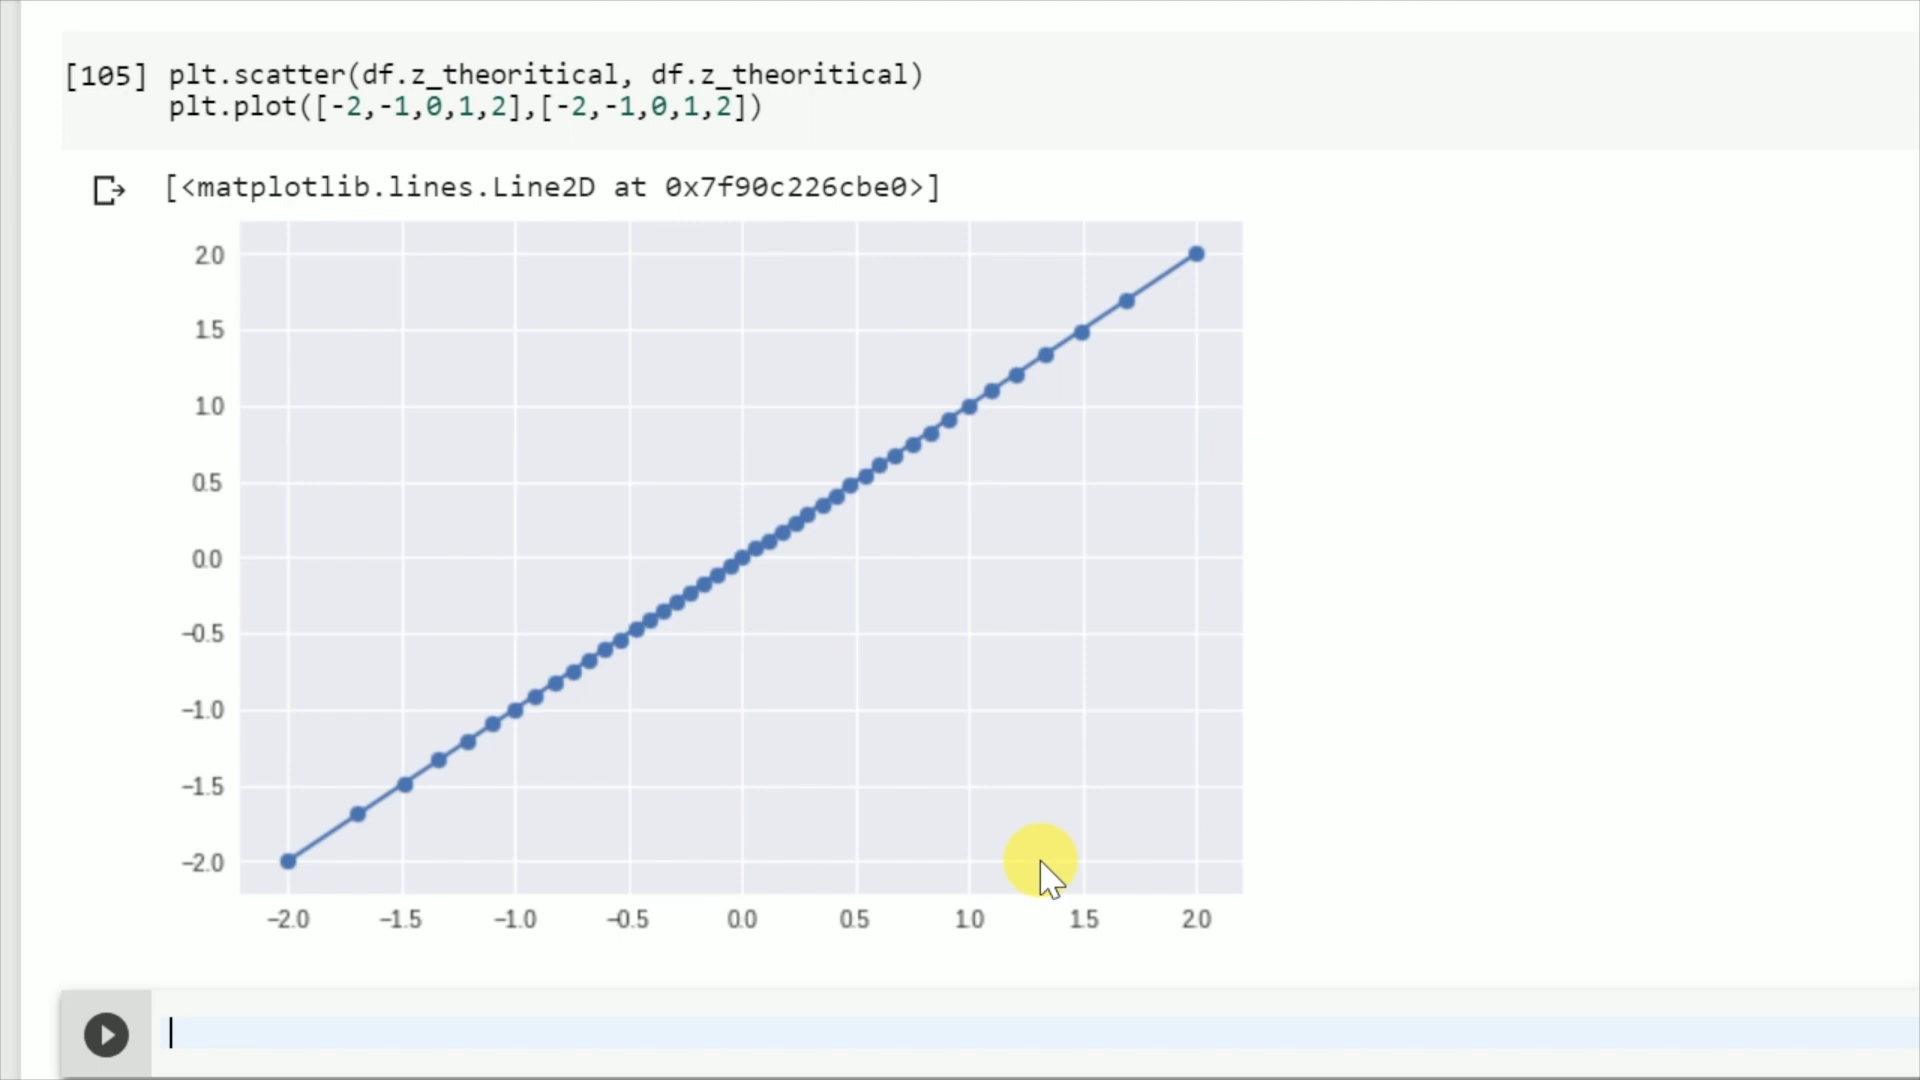 [105] plt.scatter(df.z_theoritical, df.z_theoritical)
plt.plot([-2,-1,0,1,2],[-2,-1,0,1,2])
[<matplotlib.lines.Line2D at 0x7f90c226cbe0>]
2.0
1.5
1.0
0.5
0.0
−0.5
−1.0
−1.5
−2.0
−2.0 −1.5 −1.0 −0.5 0.0 0.5 1.0 1.5 2.0